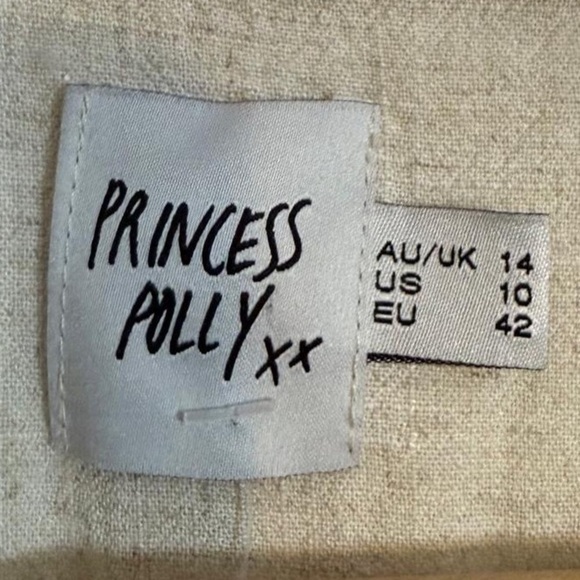 PRINCESS
POLLY xx
AU/UK 14
US 10
EU 42